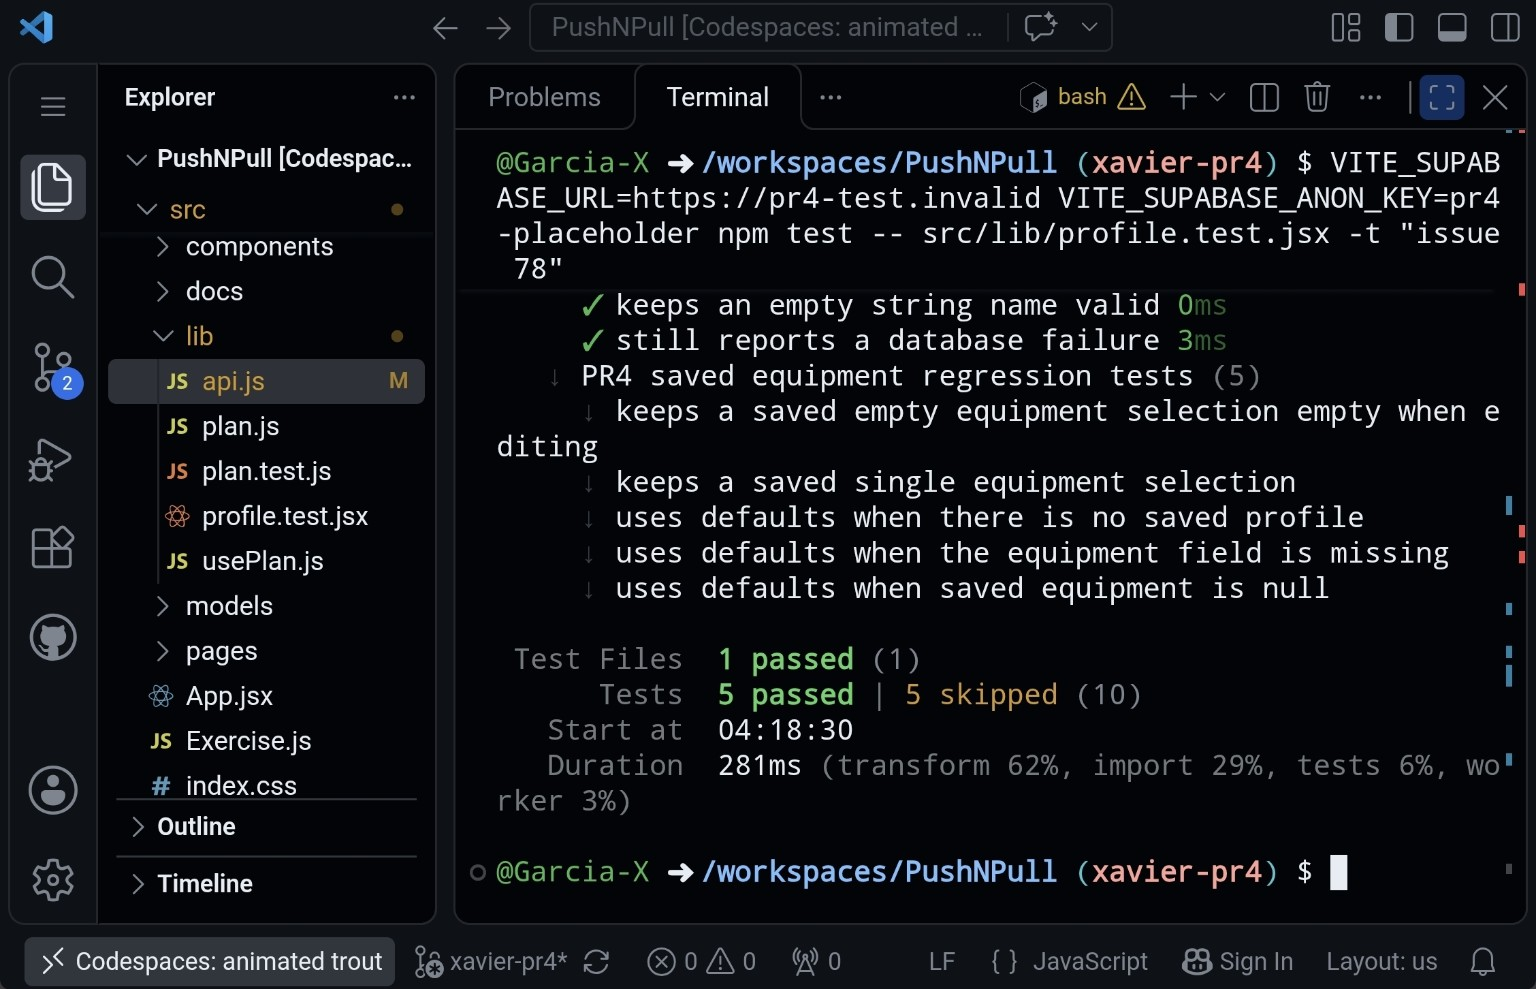 PushNPull [Codespaces: animated ...
Explorer
PushNPull [Codespac...
src
components
docs
lib
JS api.js M
JS plan.js
JS plan.test.js
profile.test.jsx
JS usePlan.js
models
pages
App.jsx
JS Exercise.js
# index.css
Outline
Timeline
2
Problems
Terminal
bash
@Garcia-X ➜ /workspaces/PushNPull (xavier-pr4) $ VITE_SUPAB
ASE_URL=https://pr4-test.invalid VITE_SUPABASE_ANON_KEY=pr4
-placeholder npm test -- src/lib/profile.test.jsx -t "issue
78"
✓ keeps an empty string name valid 0ms
✓ still reports a database failure 3ms
↓ PR4 saved equipment regression tests (5)
↓ keeps a saved empty equipment selection empty when e
diting
↓ keeps a saved single equipment selection
↓ uses defaults when there is no saved profile
↓ uses defaults when the equipment field is missing
↓ uses defaults when saved equipment is null
Test Files 1 passed (1)
Tests 5 passed | 5 skipped (10)
Start at 04:18:30
Duration 281ms (transform 62%, import 29%, tests 6%, wo
rker 3%)
@Garcia-X ➜ /workspaces/PushNPull (xavier-pr4) $
Codespaces: animated trout
xavier-pr4*
0
0
0
LF
{ } JavaScript
Sign In
Layout: us